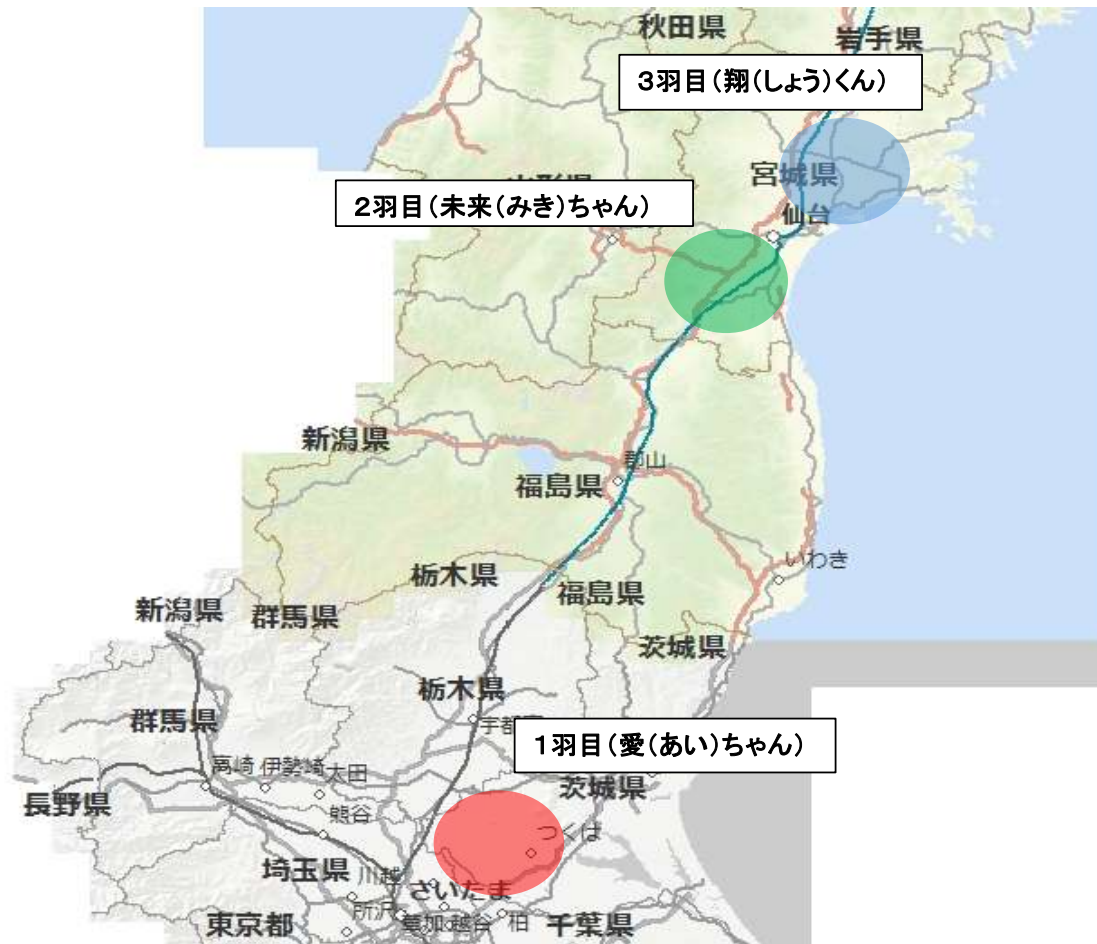 秋田県
岩手県
3羽目(翔(しょう)くん)
宮城県
2羽目(未来(みき)ちゃん)
仙台
新潟県
郡山
福島県
いわき
栃木県
福島県
新潟県
群馬県
茨城県
栃木県
群馬県
宇都宮
1羽目(愛(あい)ちゃん)
高崎
伊勢崎
太田
茨城県
長野県
熊谷
つくば
埼玉県
川越
さいたま
所沢
草加
越谷
柏
東京都
千葉県